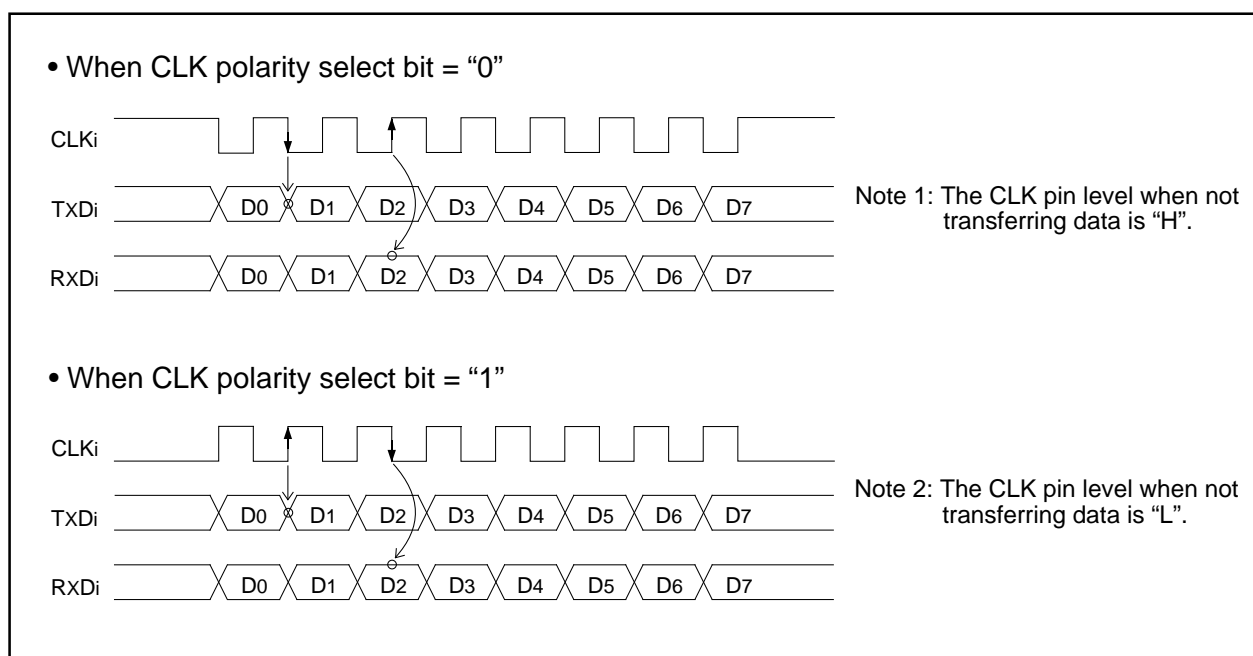 • When CLK polarity select bit = “0”
CLKi
TXDi D0 D1 D2 D3 D4 D5 D6 D7
RXDi D0 D1 D2 D3 D4 D5 D6 D7
Note 1: The CLK pin level when not
transferring data is “H”.
• When CLK polarity select bit = “1”
CLKi
TXDi D0 D1 D2 D3 D4 D5 D6 D7
RXDi D0 D1 D2 D3 D4 D5 D6 D7
Note 2: The CLK pin level when not
transferring data is “L”.